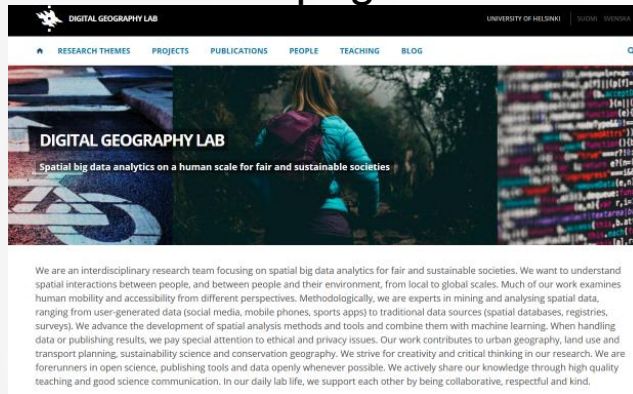 DIGITAL GEOGRAPHY LAB
UNIVERSITY OF HELSINKI
SUOMI SVENSKA
RESEARCH THEMES PROJECTS PUBLICATIONS PEOPLE TEACHING BLOG
DIGITAL GEOGRAPHY LAB
Spatial big data analytics on a human scale for fair and sustainable societies
We are an interdisciplinary research team focusing on spatial big data analytics for fair and sustainable societies. We want to understand
spatial interactions between people, and between people and their environment, from local to global scales. Much of our work examines
human mobility and accessibility from different perspectives. Methodologically, we are experts in mining and analysing spatial data,
ranging from user-generated data (social media, mobile phones, sports apps) to traditional data sources (spatial databases, registries,
surveys). We advance the development of spatial analysis methods and tools and combine them with machine learning. When handling
data or publishing results, we pay special attention to ethical and privacy issues. Our work contributes to urban geography, land use and
transport planning, sustainability science and conservation geography. We strive for creativity and critical thinking in our research. We are
forerunners in open science, publishing tools and data openly whenever possible. We actively share our knowledge through high quality
teaching and good science communication. In our daily lab life, we support each other by being collaborative, respectful and kind.